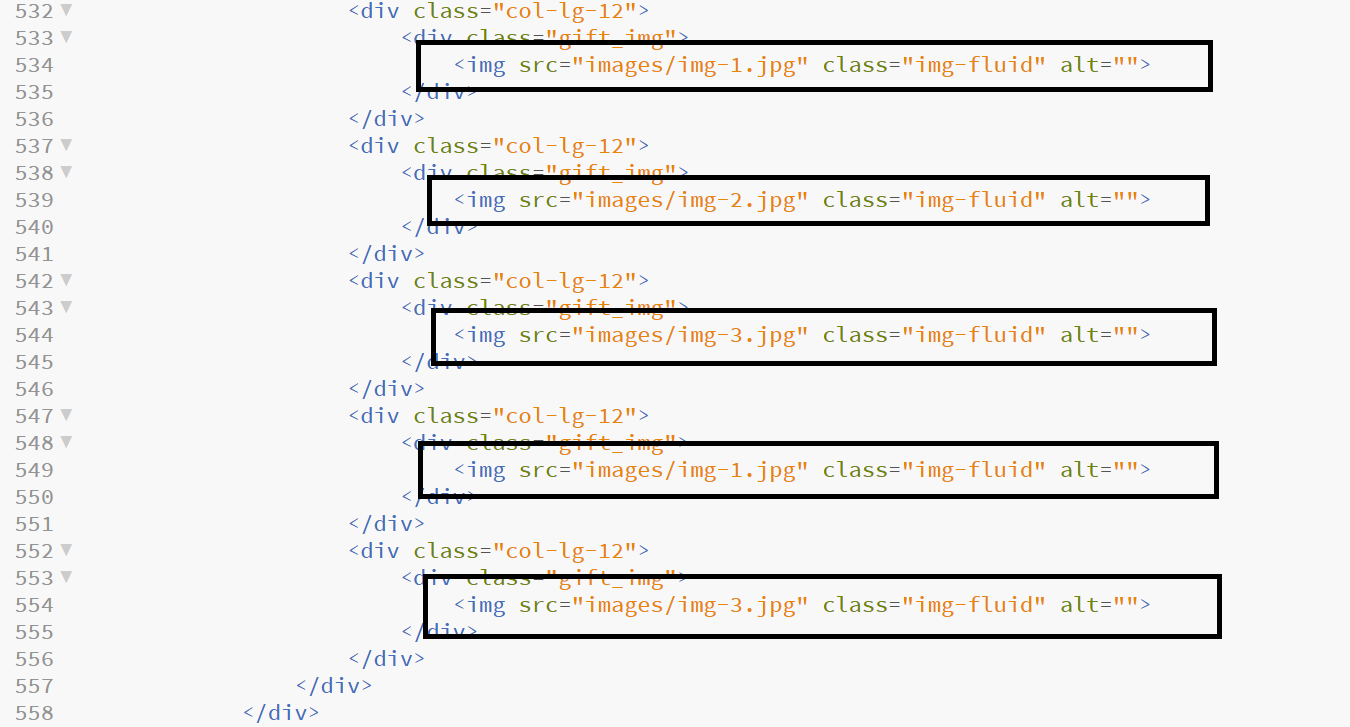 532 <div class="col-lg-12">
533 <div class="gift_img">
534 <img src="images/img-1.jpg" class="img-fluid" alt="">
535 </div>
536 </div>
537 <div class="col-lg-12">
538 <div class="gift_img">
539 <img src="images/img-2.jpg" class="img-fluid" alt="">
540 </div>
541 </div>
542 <div class="col-lg-12">
543 <div class="gift_img">
544 <img src="images/img-3.jpg" class="img-fluid" alt="">
545 </div>
546 </div>
547 <div class="col-lg-12">
548 <div class="gift_img">
549 <img src="images/img-1.jpg" class="img-fluid" alt="">
550 </div>
551 </div>
552 <div class="col-lg-12">
553 <div class="gift_img">
554 <img src="images/img-3.jpg" class="img-fluid" alt="">
555 </div>
556 </div>
557 </div>
558 </div>